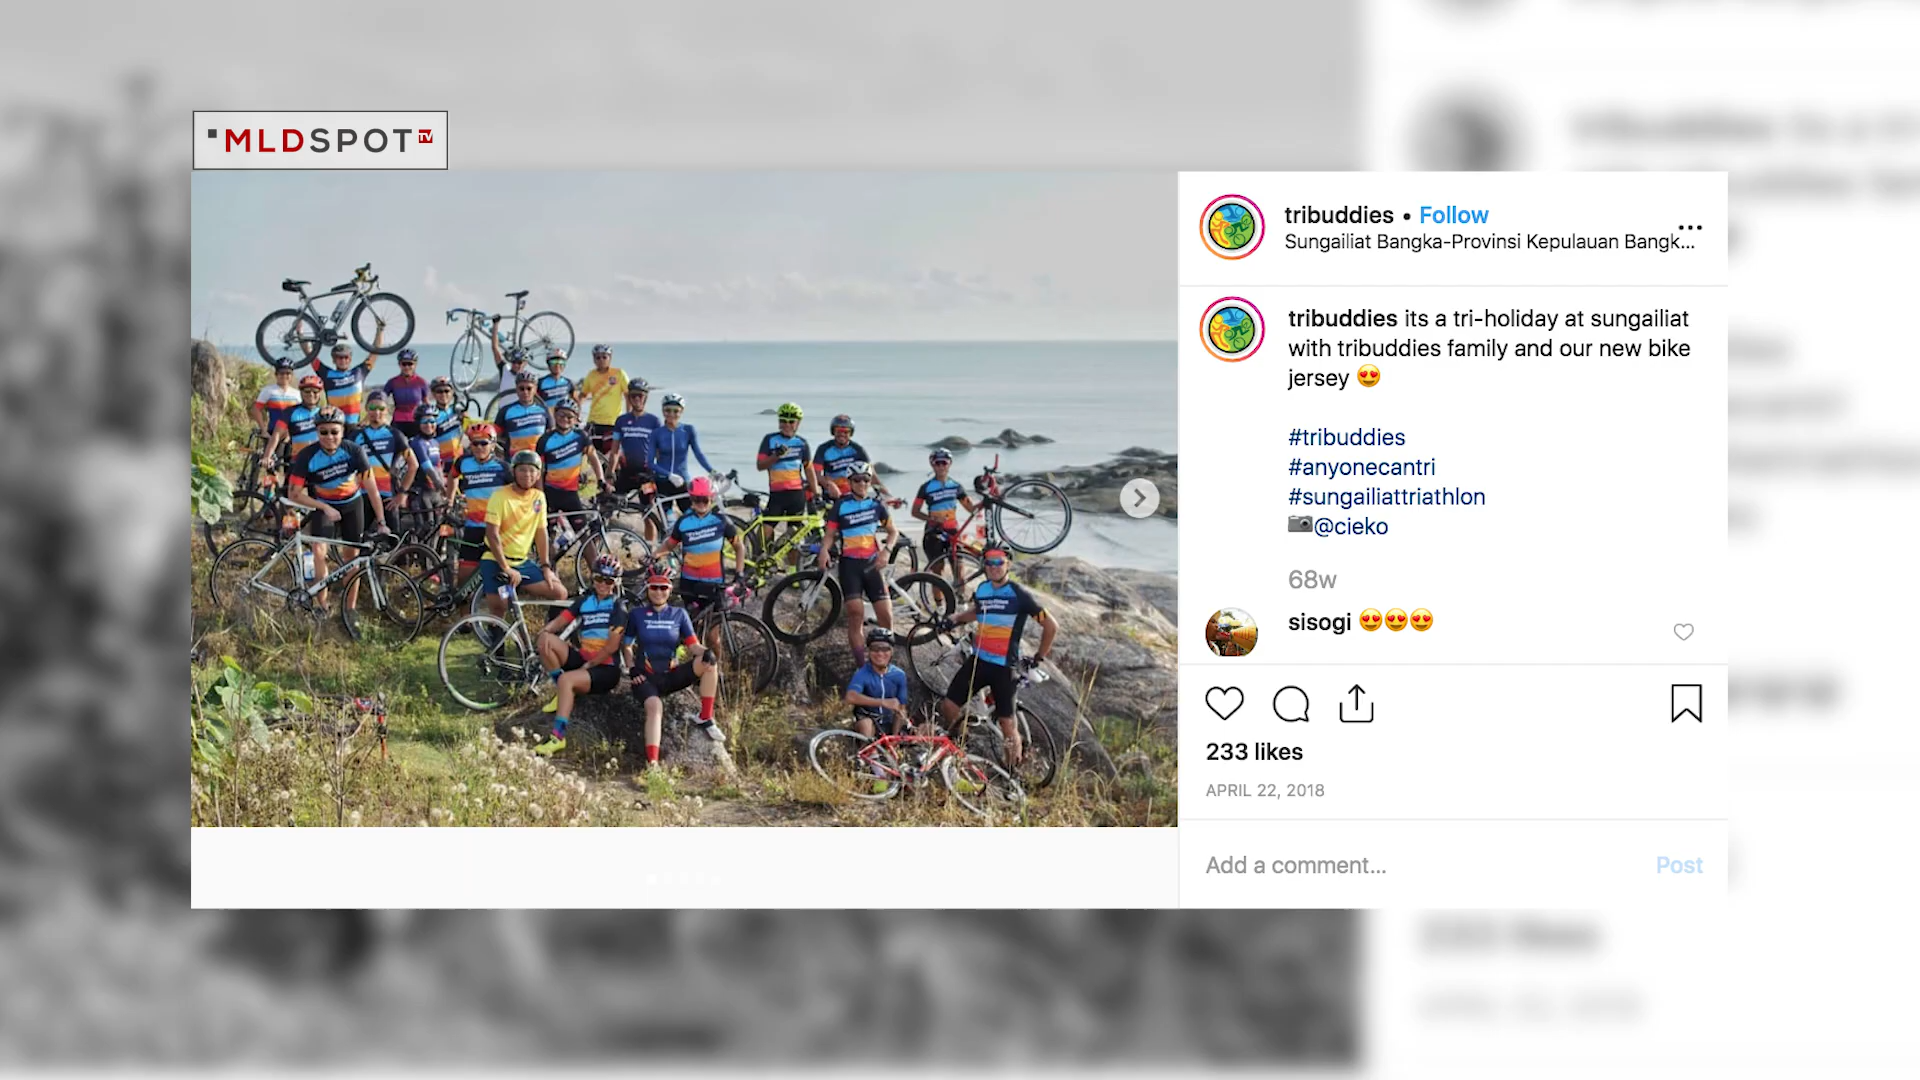 MLDSPOT TV
tribuddies • Follow
Sungailiat Bangka-Provinsi Kepulauan Bangk...
tribuddies its a tri-holiday at sungailiat
with tribuddies family and our new bike
jersey 😍
#tribuddies
#anyonecantri
#sungailiattriathlon
📷@cieko
68w
sisogi 😍😍😍
233 likes
APRIL 22, 2018
Add a comment...
Post